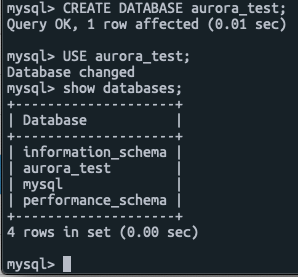 mysql> CREATE DATABASE aurora_test;
Query OK, 1 row affected (0.01 sec)
mysql> USE aurora_test;
Database changed
mysql> show databases;
+--------------------+
| Database           |
+--------------------+
| information_schema |
| aurora_test        |
| mysql              |
| performance_schema |
+--------------------+
4 rows in set (0.00 sec)
mysql>